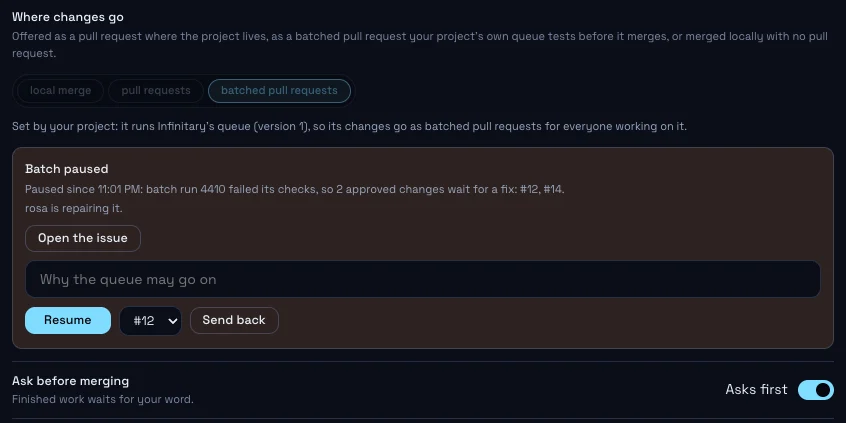 Where changes go
Offered as a pull request where the project lives, as a batched pull request your project's own queue tests before it merges, or merged locally with no pull
request.
local merge
pull requests
batched pull requests
Set by your project: it runs Infinitary's queue (version 1), so its changes go as batched pull requests for everyone working on it.
Batch paused
Paused since 11:01 PM: batch run 4410 failed its checks, so 2 approved changes wait for a fix: #12, #14.
rosa is repairing it.
Open the issue
Why the queue may go on
Resume
#12
Send back
Ask before merging
Asks first
Finished work waits for your word.